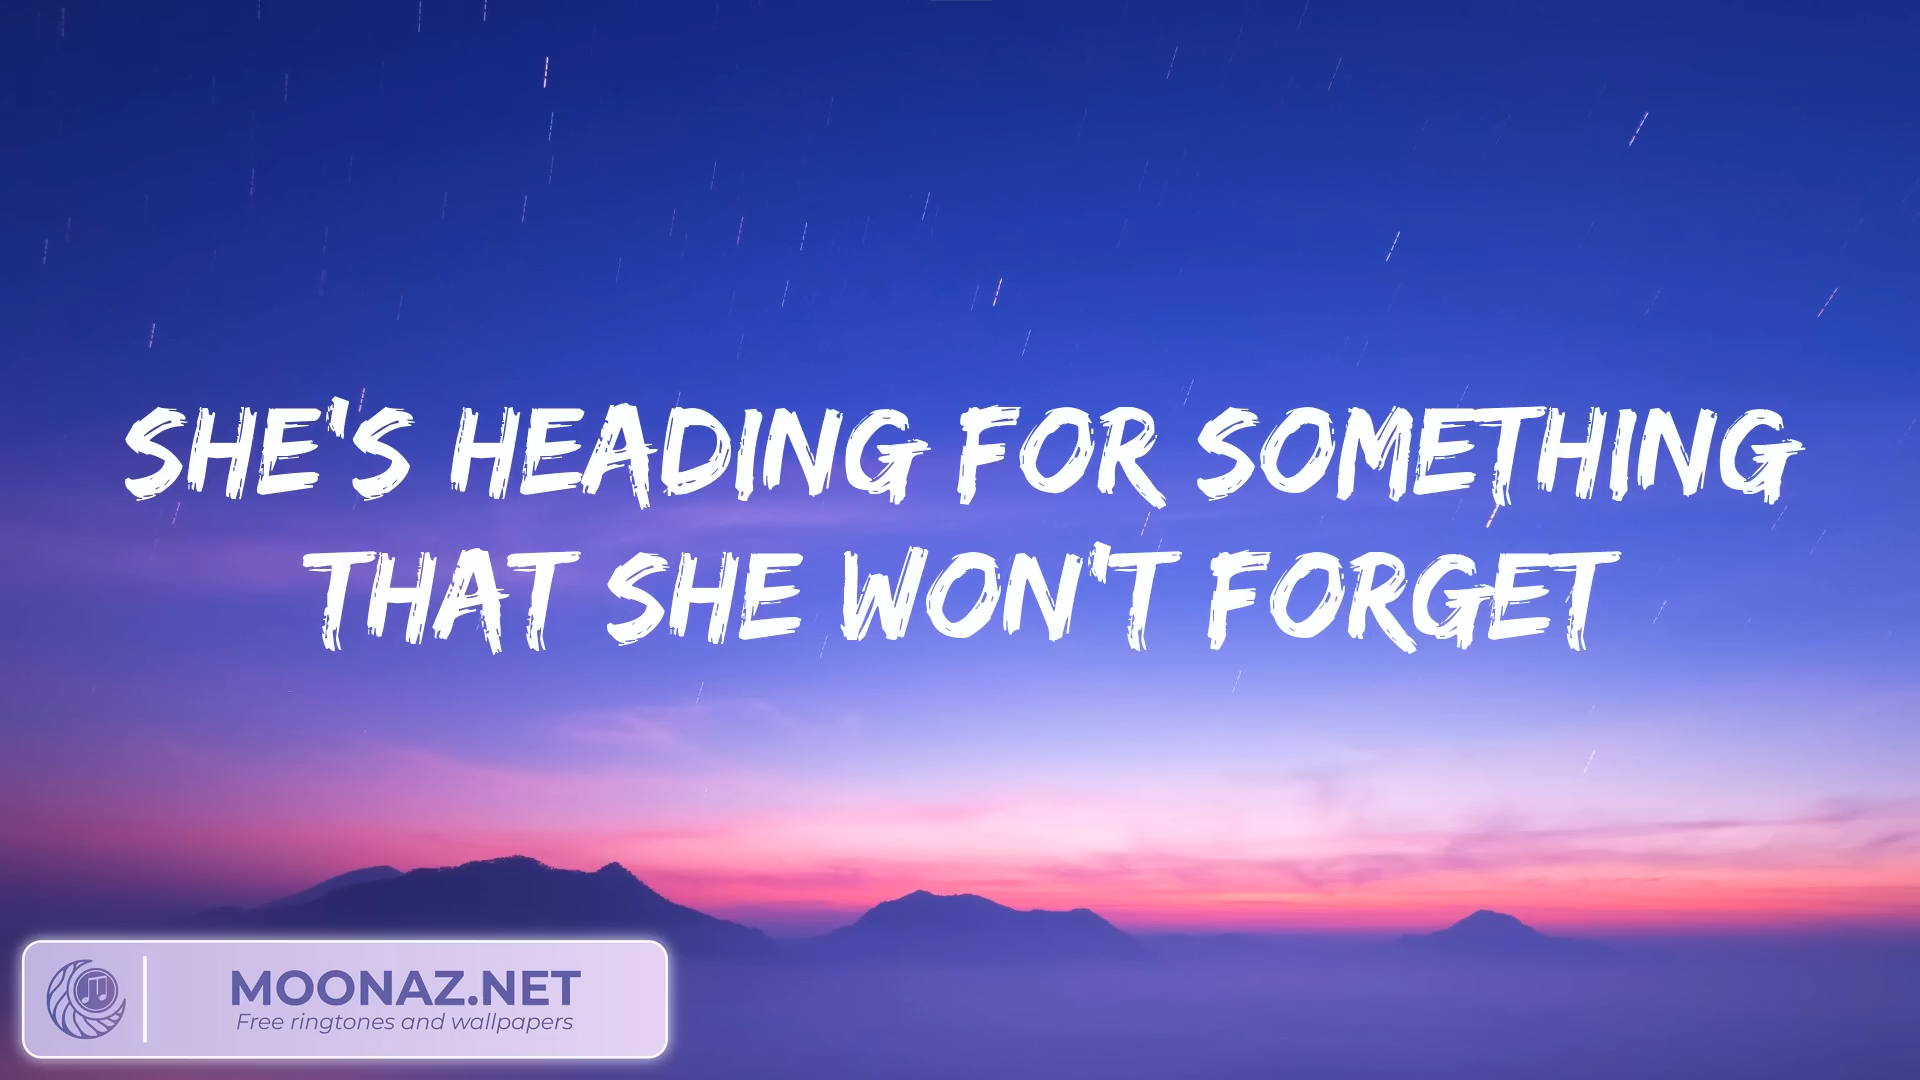 SHE'S HEADING FOR SOMETHING
THAT SHE WON'T FORGET
MOONAZ.NET
Free ringtones and wallpapers